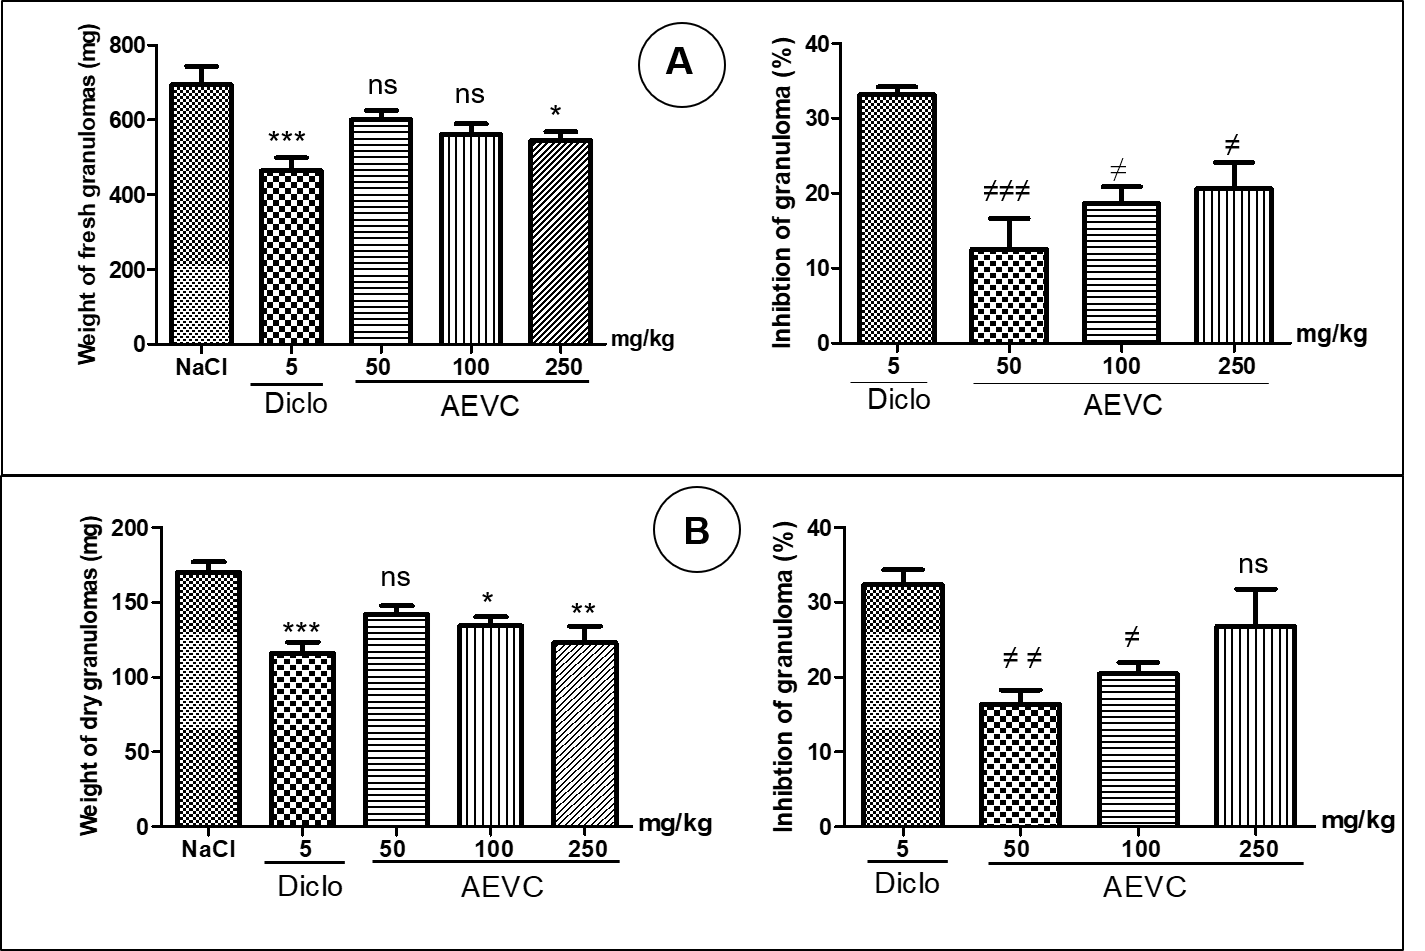 A
Weight of fresh granulomas (mg)
800
600
400
200
0
***
ns
ns
*
NaCl 5 50 100 250 mg/kg
Diclo AEVC
Inhibtion of granuloma (%)
40
30
20
10
0
≠≠≠
≠
≠
5 50 100 250 mg/kg
Diclo AEVC
B
Weight of dry granulomas (mg)
200
150
100
50
0
***
ns
*
**
NaCl 5 50 100 250 mg/kg
Diclo AEVC
Inhibtion of granuloma (%)
40
30
20
10
0
≠ ≠
≠
ns
5 50 100 250 mg/kg
Diclo AEVC